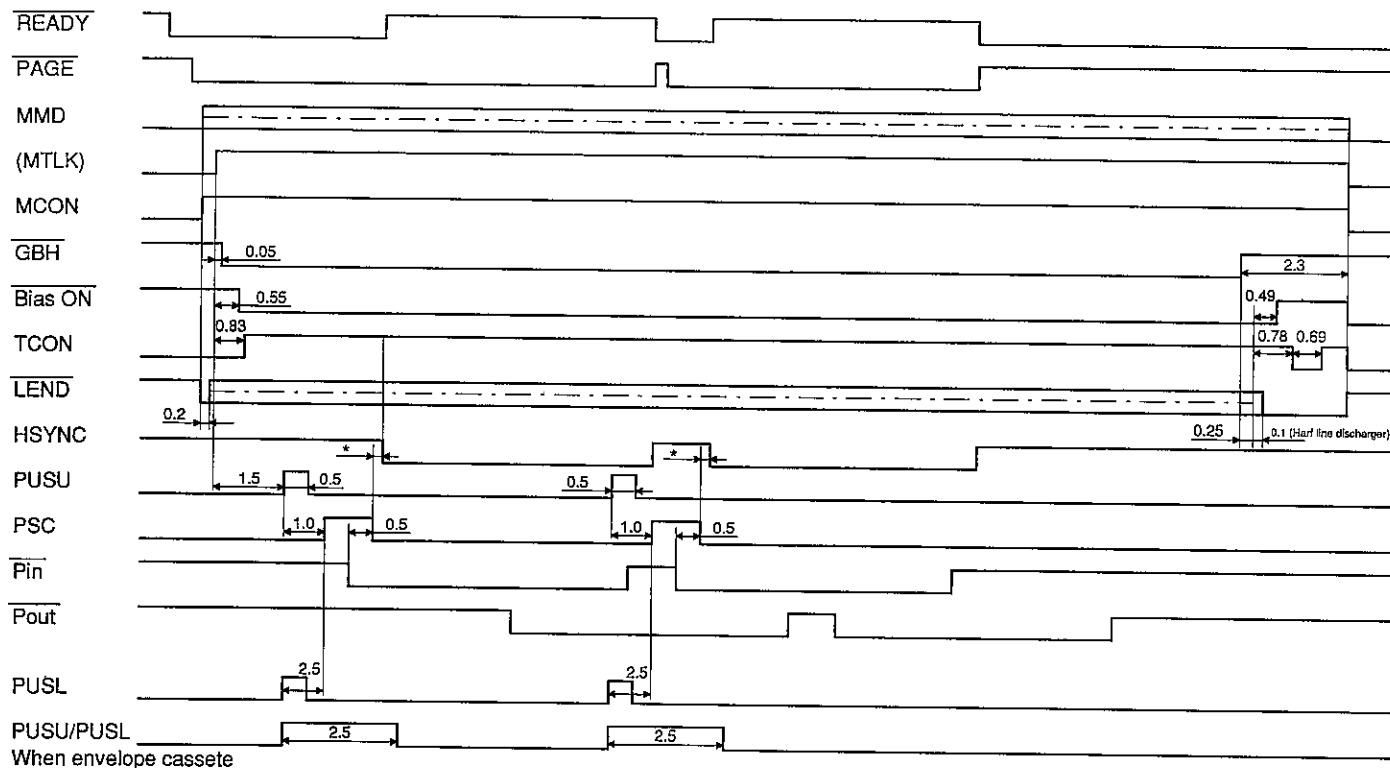 READY
PAGE
MMD
(MTLK)
MCON
GBH
0.05
2.3
Bias ON
0.55
0.49
0.83
TCON
0.78
0.69
LEND
0.2
0.25
0.1 (Harf line discharger)
HSYNC
*
*
PUSU
1.5
0.5
0.5
PSC
1.0
0.5
1.0
0.5
Pin
Pout
2.5
2.5
PUSL
PUSU/PUSL
2.5
2.5
When envelope cassete